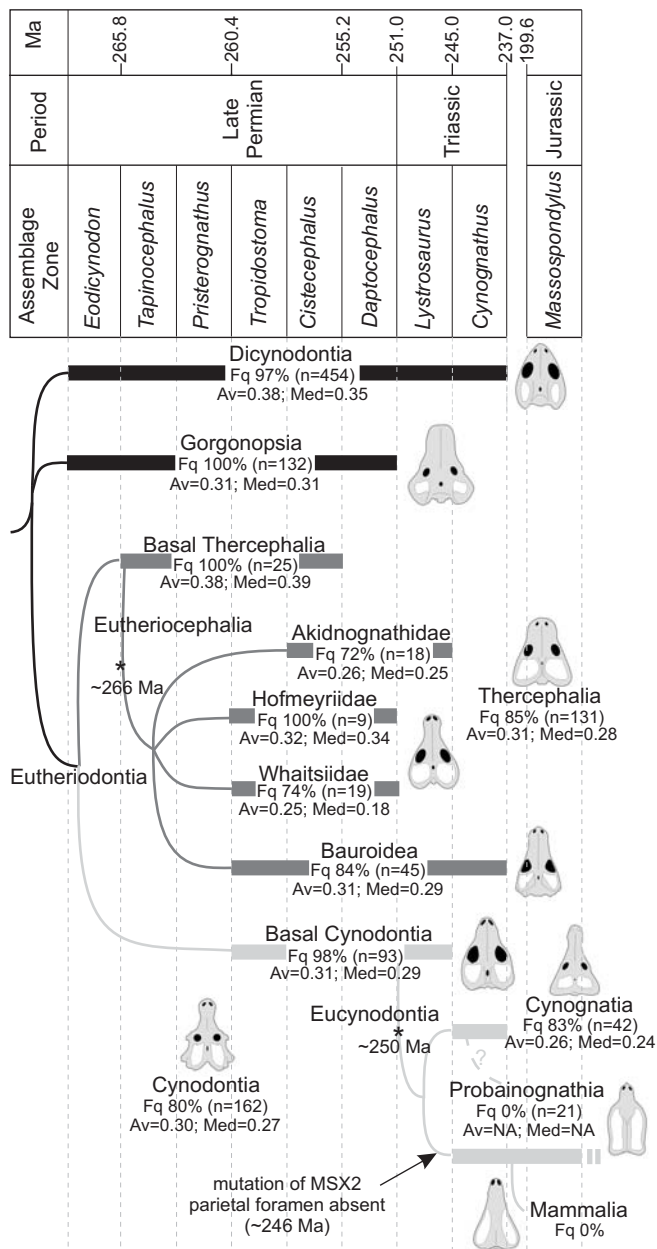 Ma
265.8
260.4
255.2
251.0
245.0
237.0
199.6
Period
Late
Permian
Triassic
Jurassic
Assemblage
Zone
Eodicynodon
Tapinocephalus
Pristerognathus
Tropidostoma
Cistecephalus
Daptocephalus
Lystrosaurus
Cynognathus
Massospondylus
Dicynodontia
Fq 97% (n=454)
Av=0.38; Med=0.35
Gorgonopsia
Fq 100% (n=132)
Av=0.31; Med=0.31
Basal Thercephalia
Fq 100% (n=25)
Av=0.38; Med=0.39
Eutheriocephalia
*
~266 Ma
Akidnognathidae
Fq 72% (n=18)
Av=0.26; Med=0.25
Thercephalia
Fq 85% (n=131)
Av=0.31; Med=0.28
Hofmeyriidae
Fq 100% (n=9)
Av=0.32; Med=0.34
Eutheriodontia
Whaitsiidae
Fq 74% (n=19)
Av=0.25; Med=0.18
Bauroidea
Fq 84% (n=45)
Av=0.31; Med=0.29
Basal Cynodontia
Fq 98% (n=93)
Av=0.31; Med=0.29
Eucynodontia
*
~250 Ma
Cynognatia
Fq 83% (n=42)
Av=0.26; Med=0.24
?
Cynodontia
Fq 80% (n=162)
Av=0.30; Med=0.27
Probainognathia
Fq 0% (n=21)
Av=NA; Med=NA
mutation of MSX2
parietal foramen absent
(~246 Ma)
Mammalia
Fq 0%